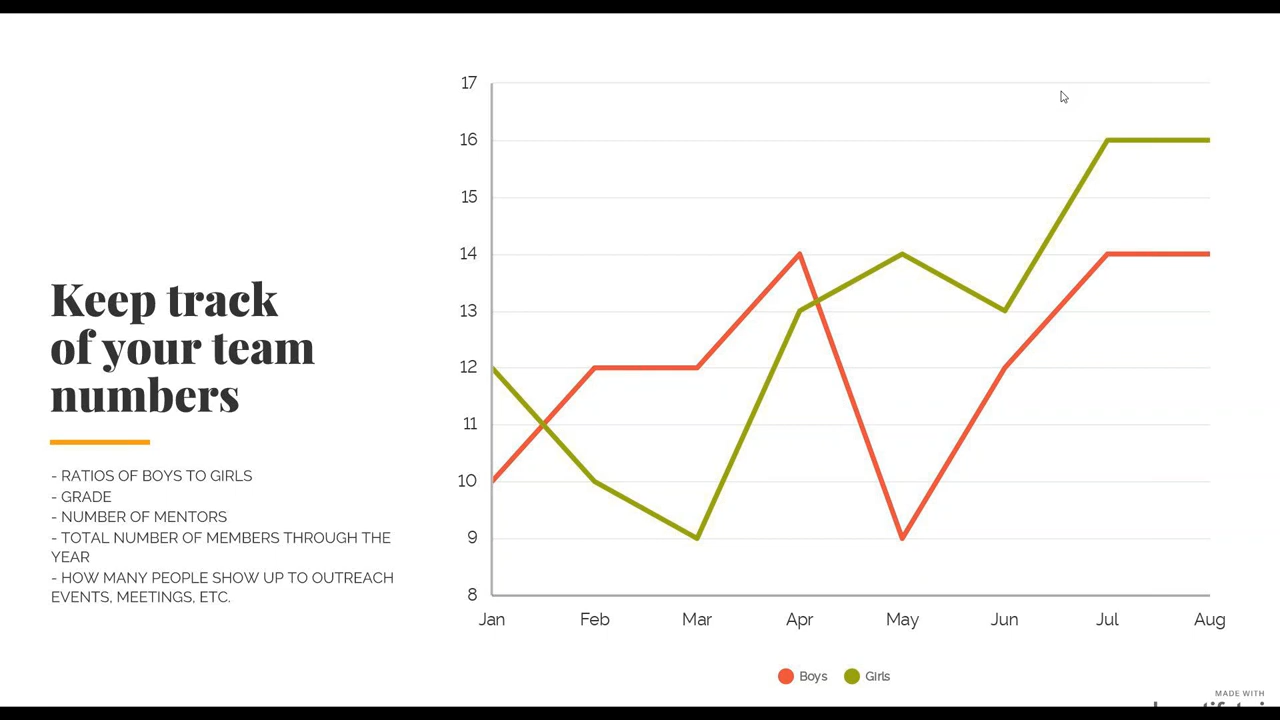 Keep track
of your team
numbers
- RATIOS OF BOYS TO GIRLS
- GRADE
- NUMBER OF MENTORS
- TOTAL NUMBER OF MEMBERS THROUGH THE
YEAR
- HOW MANY PEOPLE SHOW UP TO OUTREACH
EVENTS, MEETINGS, ETC.
17
16
15
14
13
12
11
10
9
8
Jan Feb Mar Apr May Jun Jul Aug
Boys Girls
MADE WITH